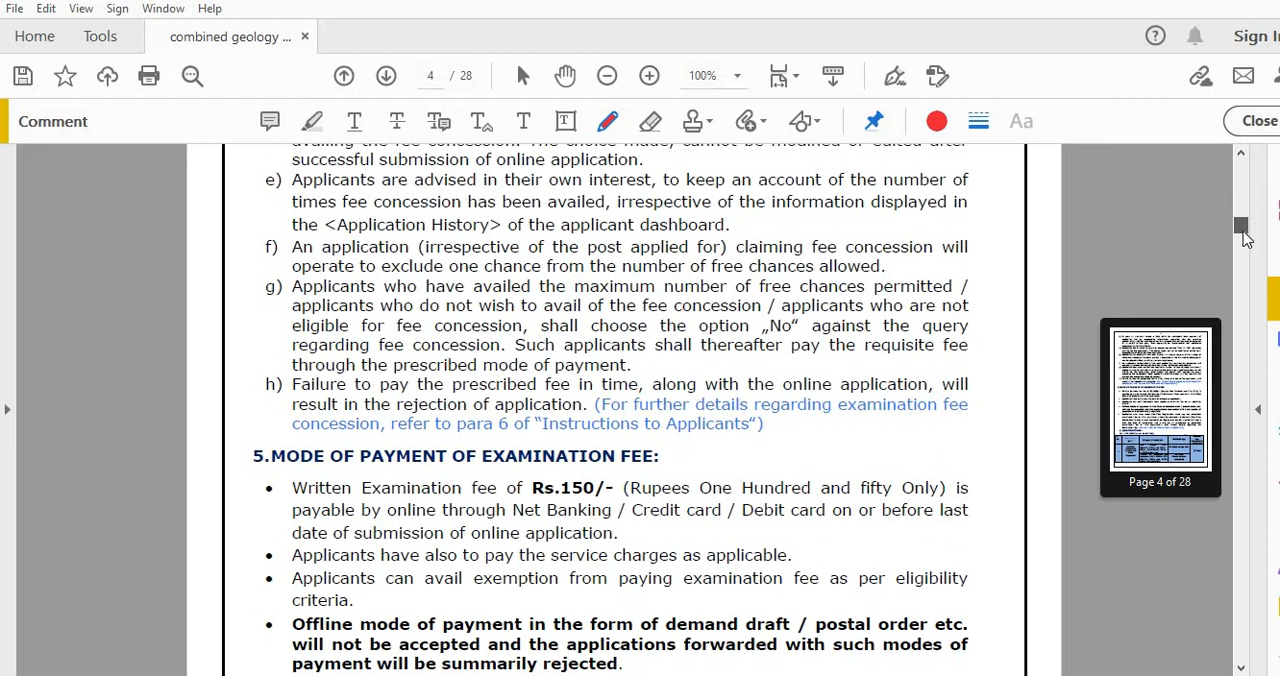 File Edit View Sign Window Help
Home Tools combined geology ... × Sign In
4 / 28 100%
Comment Aa Close
successful submission of online application.
e) Applicants are advised in their own interest, to keep an account of the number of
times fee concession has been availed, irrespective of the information displayed in
the <Application History> of the applicant dashboard.
f) An application (irrespective of the post applied for) claiming fee concession will
operate to exclude one chance from the number of free chances allowed.
g) Applicants who have availed the maximum number of free chances permitted /
applicants who do not wish to avail of the fee concession / applicants who are not
eligible for fee concession, shall choose the option „No‟ against the query
regarding fee concession. Such applicants shall thereafter pay the requisite fee
through the prescribed mode of payment.
h) Failure to pay the prescribed fee in time, along with the online application, will
result in the rejection of application. (For further details regarding examination fee
concession, refer to para 6 of “Instructions to Applicants”)
5.MODE OF PAYMENT OF EXAMINATION FEE:
• Written Examination fee of Rs.150/- (Rupees One Hundred and fifty Only) is
payable by online through Net Banking / Credit card / Debit card on or before last
date of submission of online application.
• Applicants have also to pay the service charges as applicable.
• Applicants can avail exemption from paying examination fee as per eligibility
criteria.
• Offline mode of payment in the form of demand draft / postal order etc.
will not be accepted and the applications forwarded with such modes of
payment will be summarily rejected.
Page 4 of 28